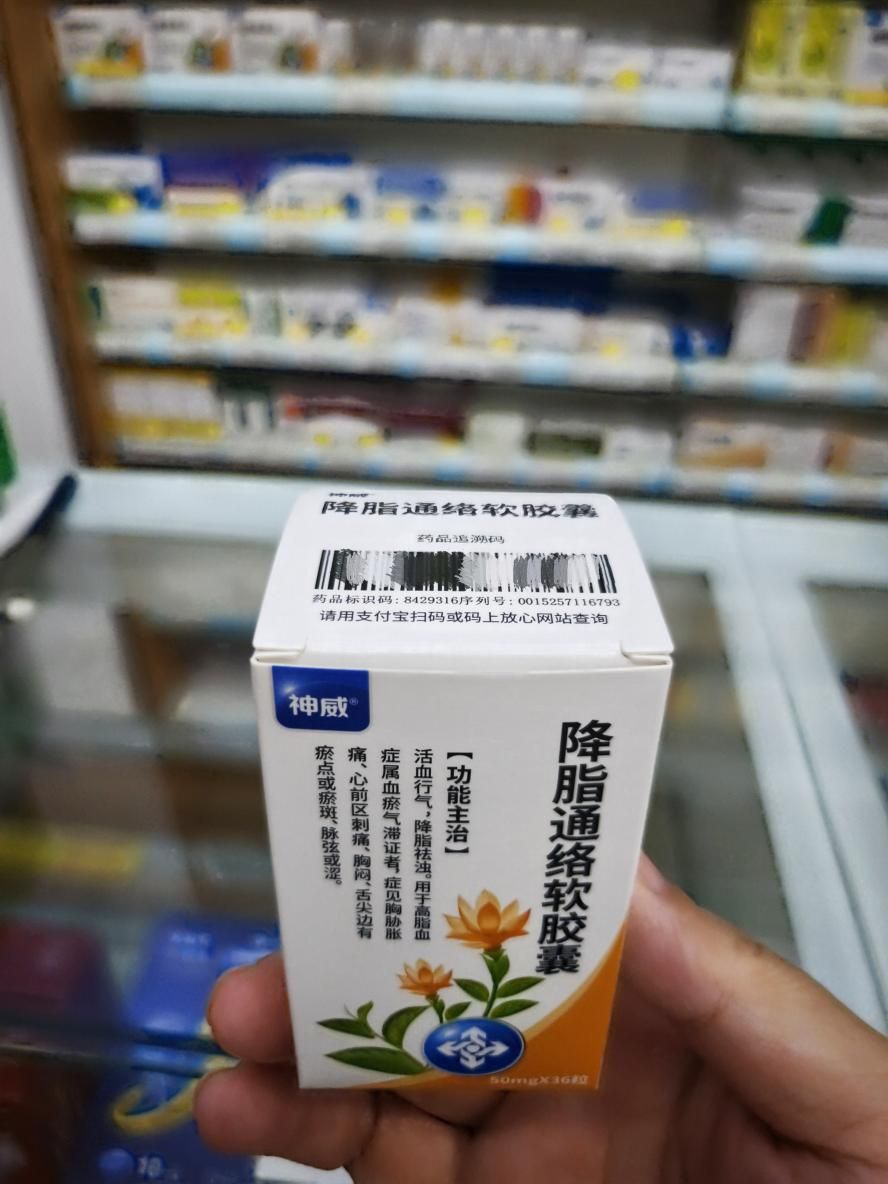 神威
降脂通络软胶囊
药品追溯码
药品标识码：8429316序列号：0015257116793
请用支付宝扫码或码上放心网站查询
神威®
降脂通络软胶囊
【功能主治】
活血行气，降脂祛浊。用于高脂血
症属血瘀气滞证者，症见胸胁胀
痛、心前区刺痛、胸闷、舌尖边有
瘀点或瘀斑、脉弦或涩。
50mgX36粒
10